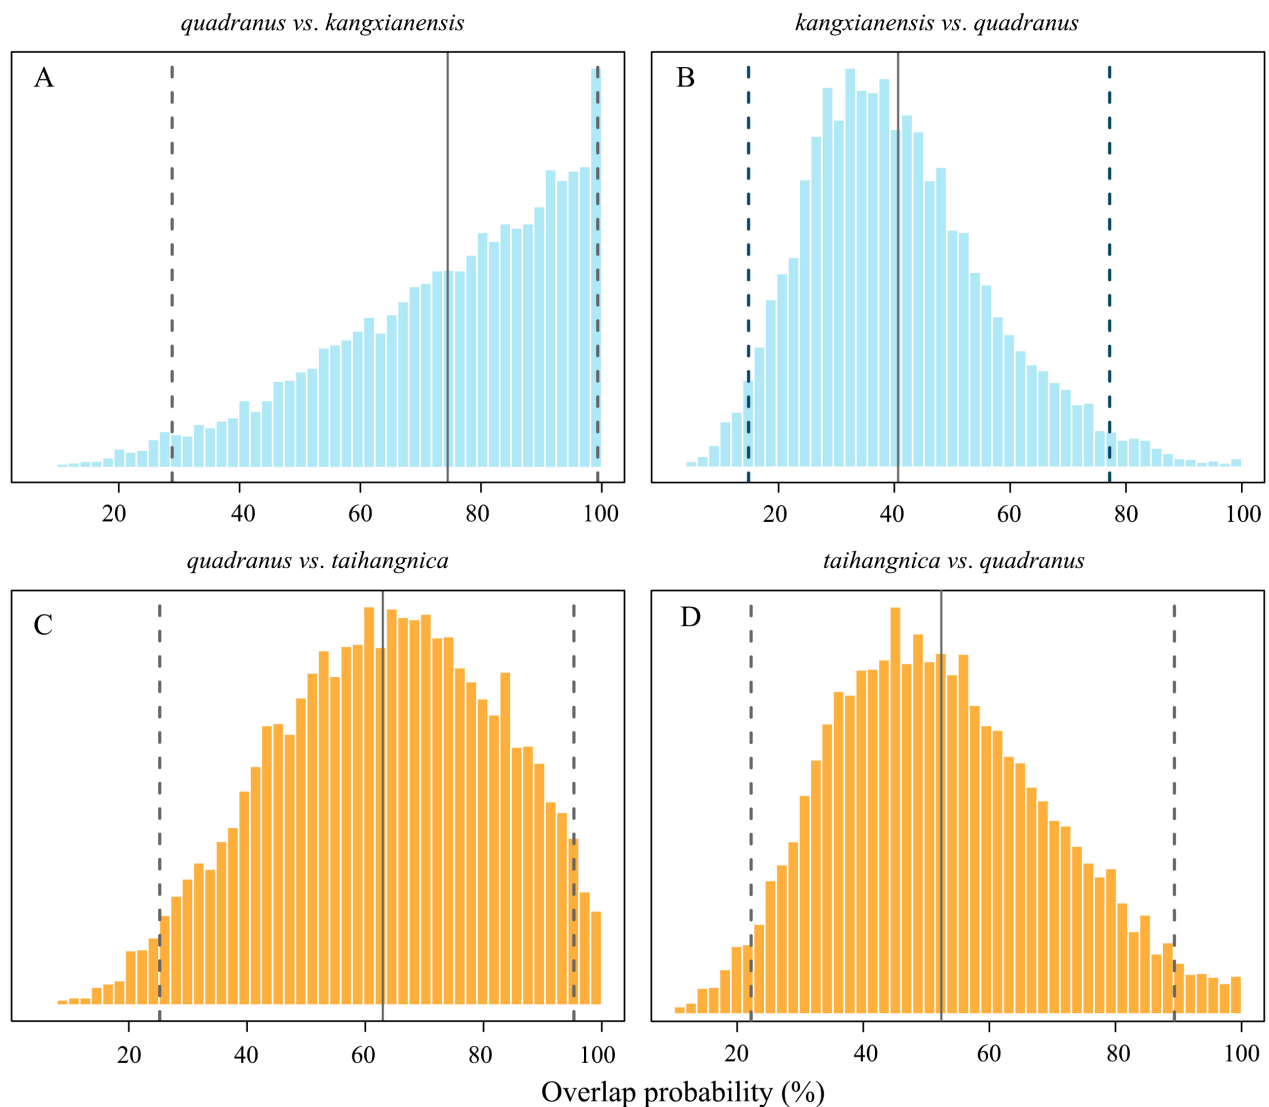 quadranus vs. kangxianensis
kangxianensis vs. quadranus
A
B
20 40 60 80 100
20 40 60 80 100
quadranus vs. taihangnica
taihangnica vs. quadranus
C
D
20 40 60 80 100
20 40 60 80 100
Overlap probability (%)